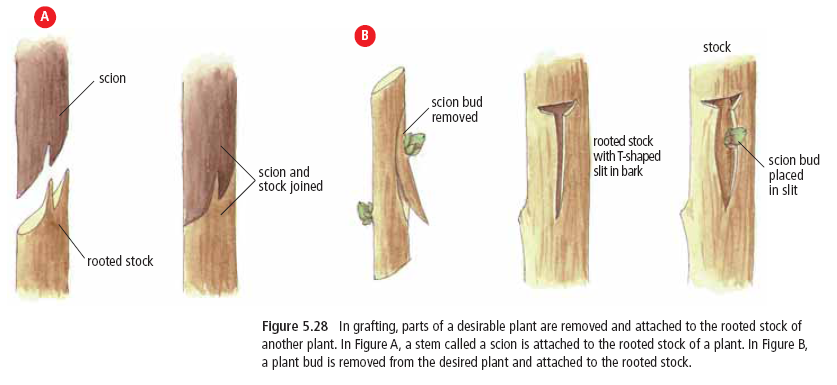 A
scion
rooted stock
scion and
stock joined
B
scion bud
removed
rooted stock
with T-shaped
slit in bark
stock
scion bud
placed
in slit
Figure 5.28 In grafting, parts of a desirable plant are removed and attached to the rooted stock of
another plant. In Figure A, a stem called a scion is attached to the rooted stock of a plant. In Figure B,
a plant bud is removed from the desired plant and attached to the rooted stock.